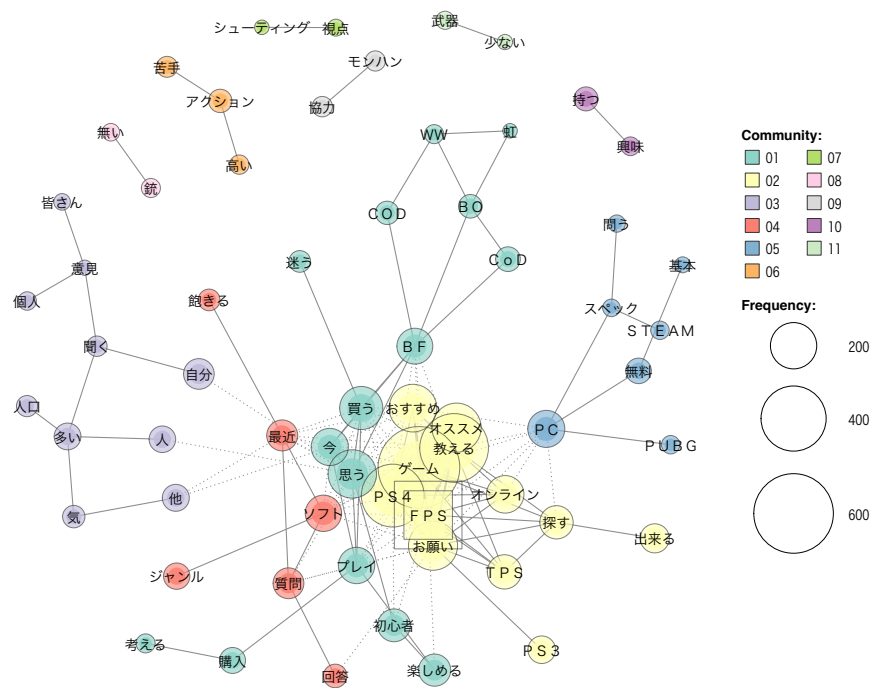 シューティング
視点
武器
少ない
苦手
モンハン
アクション
協力
持つ
無い
WW
虹
興味
高い
銃
皆さん
ＣＯＤ
ＢＯ
問う
意見
迷う
ＣｏＤ
基本
個人
飽きる
スペック
ＳＴＥＡＭ
聞く
ＢＦ
自分
無料
人口
買う
おすすめ
多い
人
最近
今
オススメ
教える
ＰＣ
ＰＵＢＧ
思う
ゲーム
他
ＰＳ４
オンライン
気
ソフト
ＦＰＳ
探す
お願い
出来る
ジャンル
質問
プレイ
ＴＰＳ
初心者
考える
購入
ＰＳ３
回答
楽しめる
Community:
01 07
02 08
03 09
04 10
05 11
06
Frequency:
200
400
600